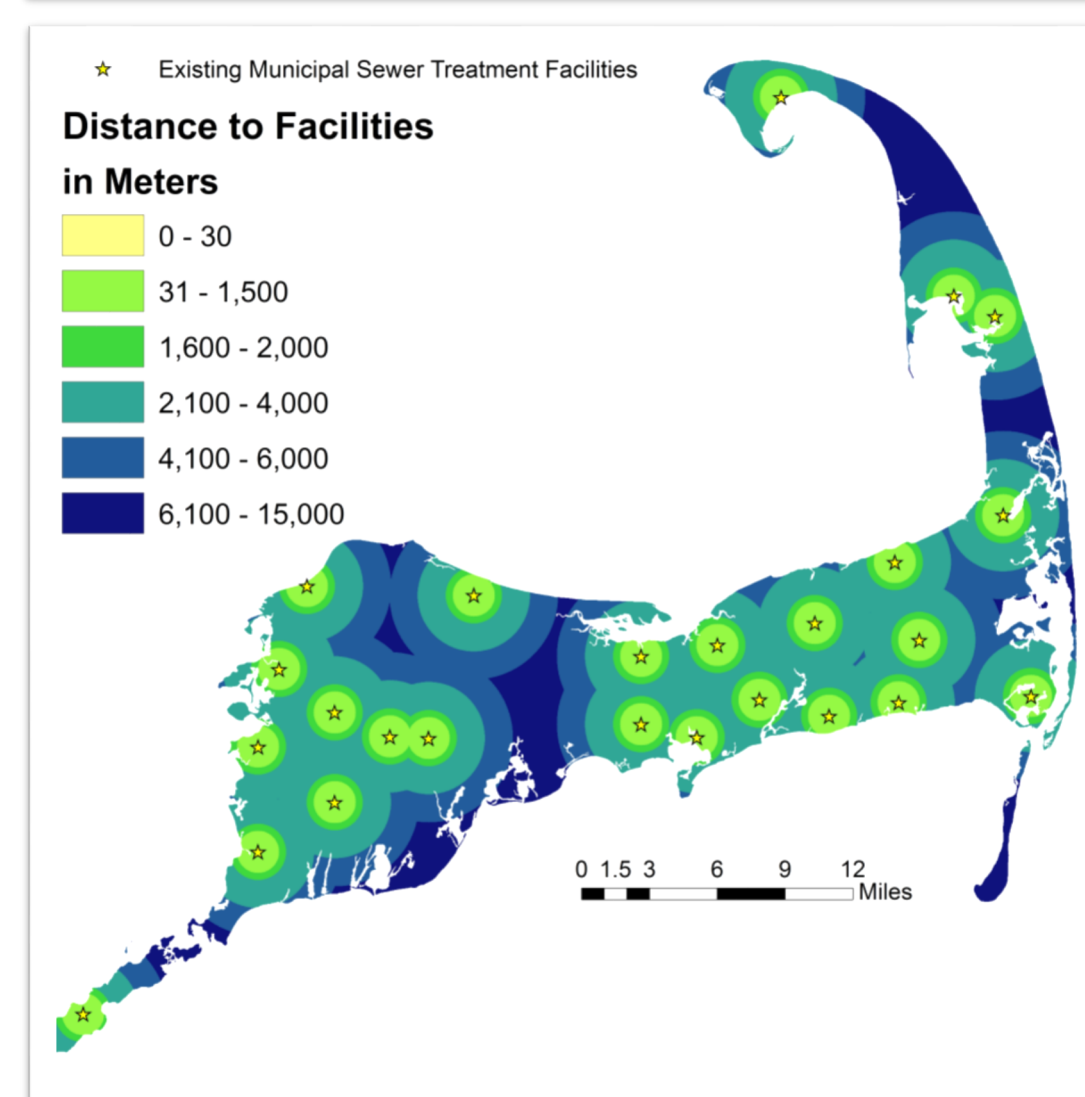 Existing Municipal Sewer Treatment Facilities
Distance to Facilities
in Meters
0 - 30
31 - 1,500
1,600 - 2,000
2,100 - 4,000
4,100 - 6,000
6,100 - 15,000
0 1.5 3 6 9 12
Miles